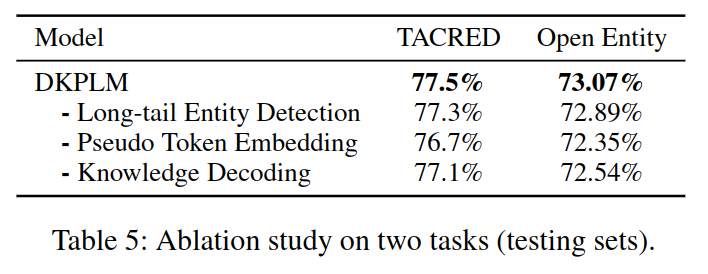 Model TACRED Open Entity
DKPLM 77.5% 73.07%
- Long-tail Entity Detection 77.3% 72.89%
- Pseudo Token Embedding 76.7% 72.35%
- Knowledge Decoding 77.1% 72.54%
Table 5: Ablation study on two tasks (testing sets).